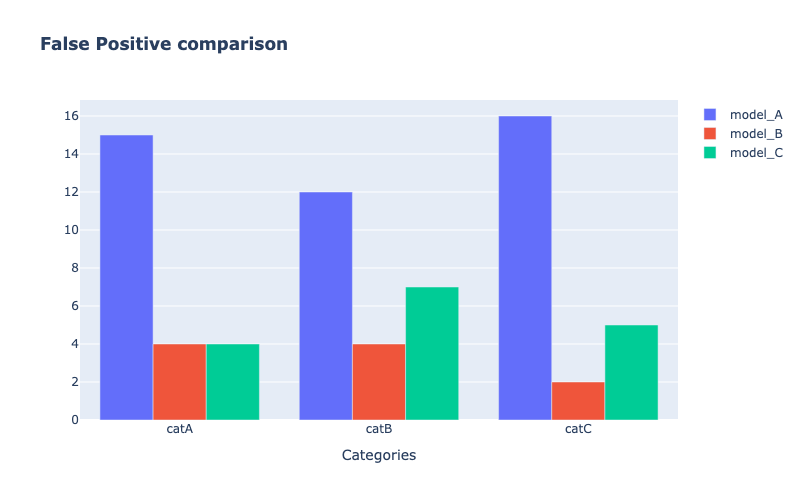 False Positive comparison
model_A
model_B
model_C
16
14
12
10
8
6
4
2
0
catA
catB
catC
Categories